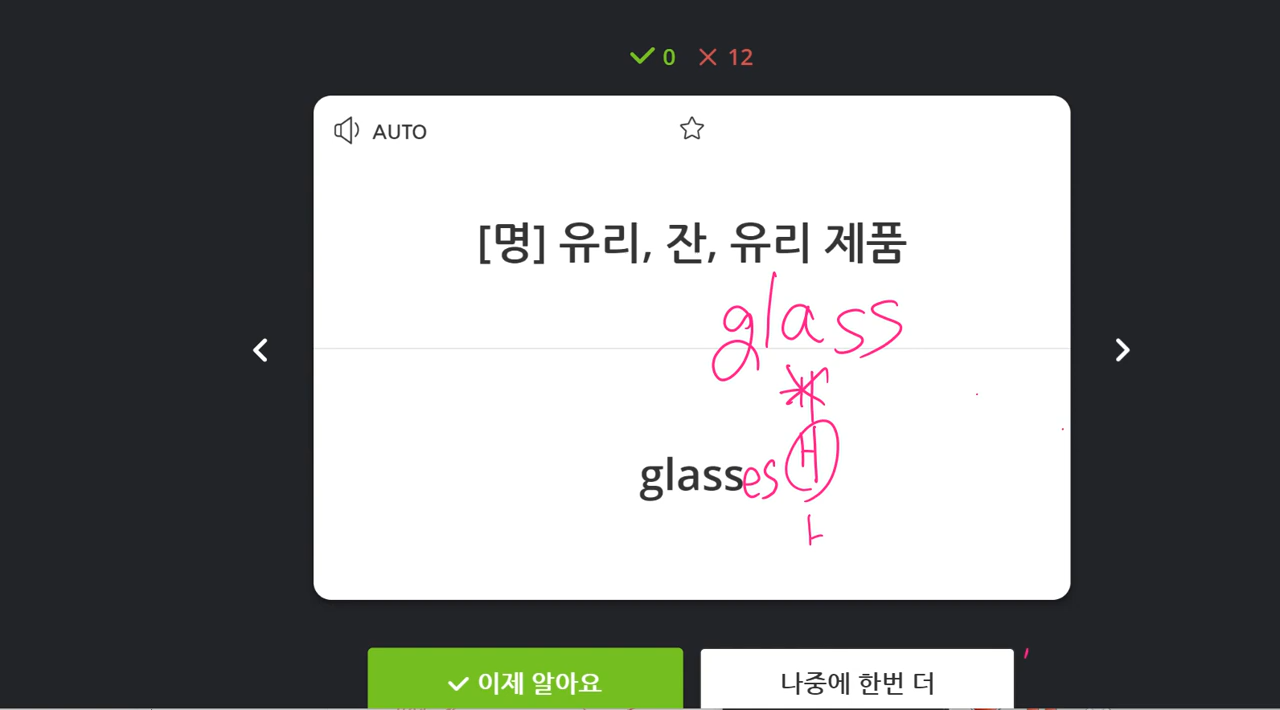 0 12
AUTO
[명] 유리, 잔, 유리 제품
glass
glasses
ㅐ
ㅏ
이제 알아요
나중에 한번 더